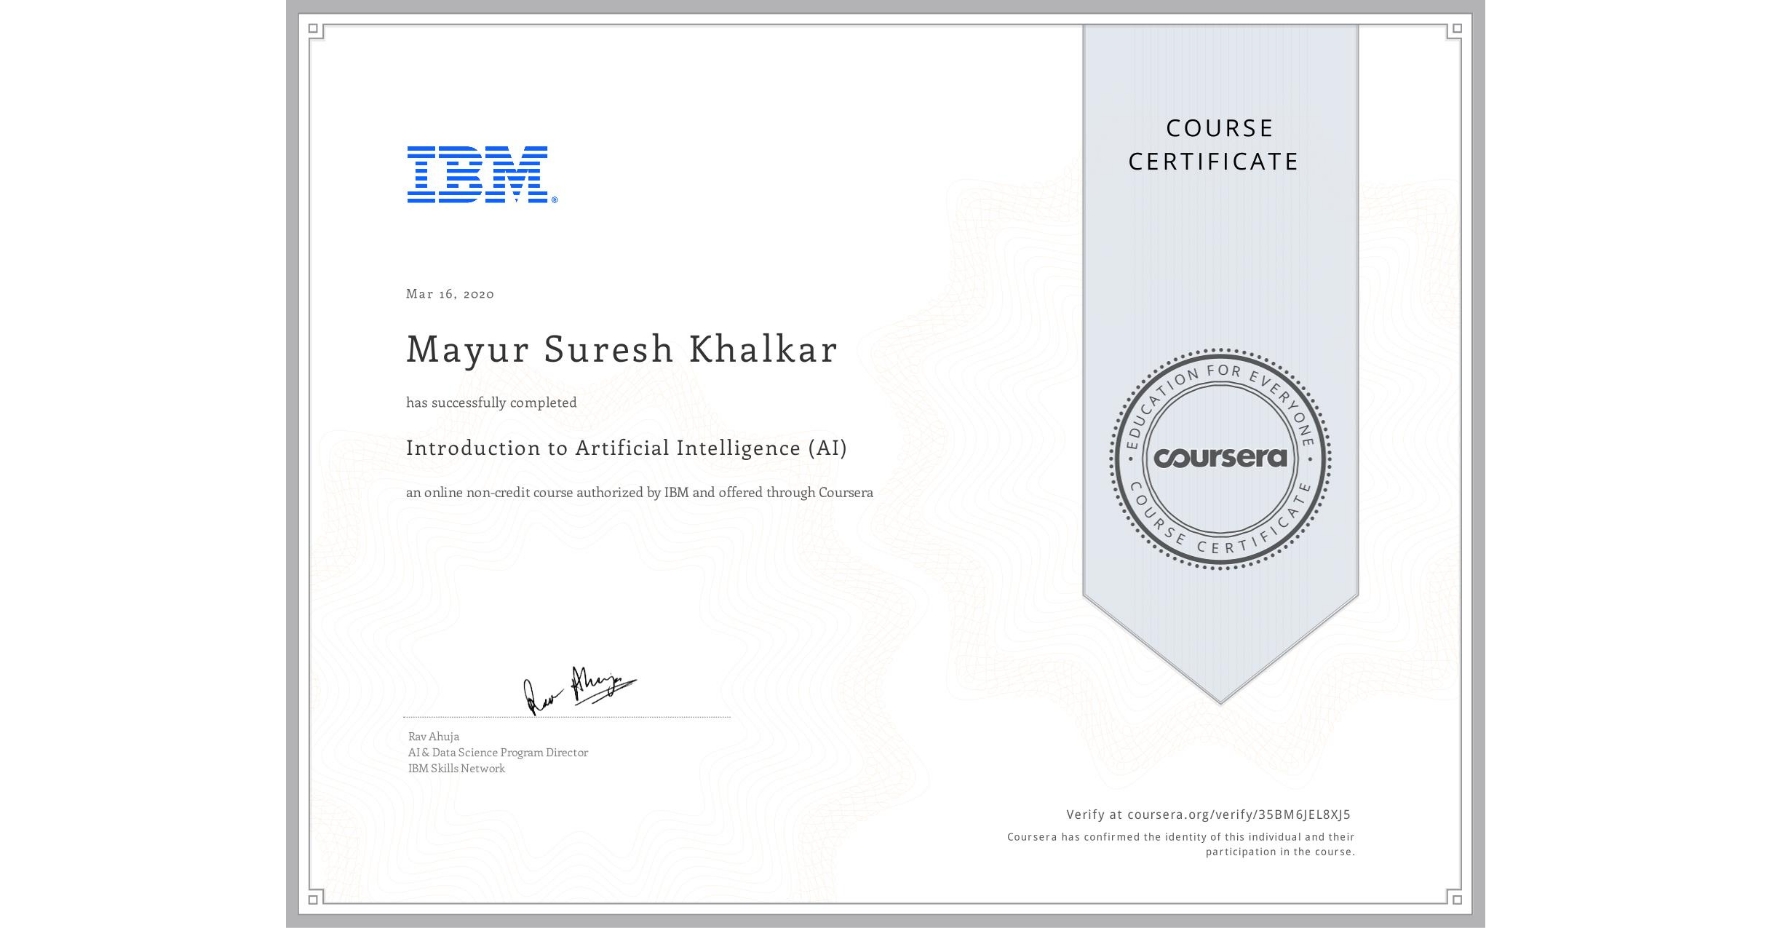 IBM®
COURSE
CERTIFICATE
Mar 16, 2020
Mayur Suresh Khalkar
has successfully completed
Introduction to Artificial Intelligence (AI)
an online non-credit course authorized by IBM and offered through Coursera
EDUCATION FOR EVERYONE
coursera
COURSE CERTIFICATE
Rav Ahuja
Rav Ahuja
AI & Data Science Program Director
IBM Skills Network
Verify at coursera.org/verify/35BM6JEL8XJ5
Coursera has confirmed the identity of this individual and their
participation in the course.